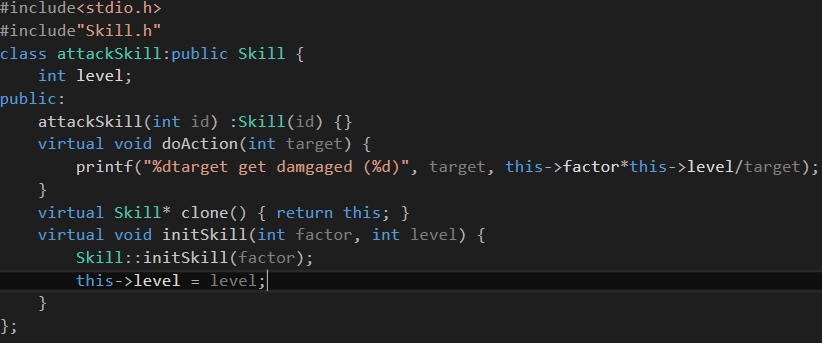 #include<stdio.h>
#include"Skill.h"
class attackSkill:public Skill {
    int level;
public:
    attackSkill(int id) :Skill(id) {}
    virtual void doAction(int target) {
        printf("%dtarget get damgaged (%d)", target, this->factor*this->level/target);
    }
    virtual Skill* clone() { return this; }
    virtual void initSkill(int factor, int level) {
        Skill::initSkill(factor);
        this->level = level;
    }
};